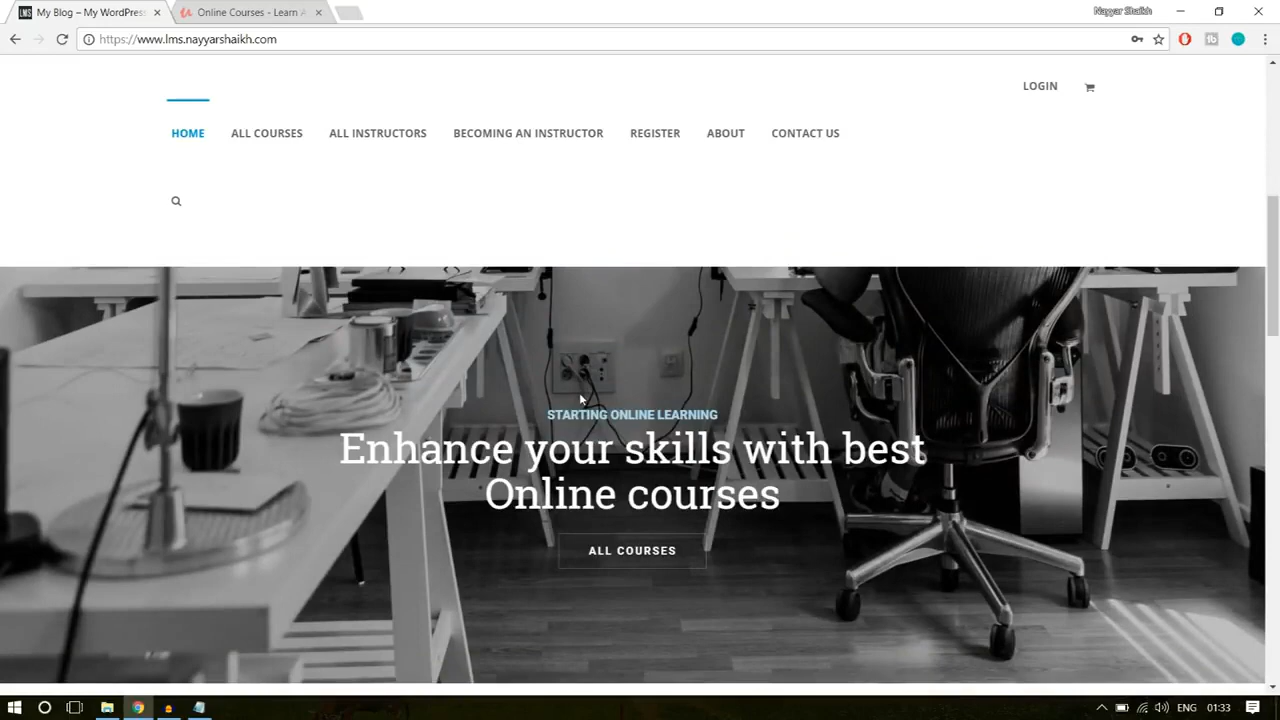 LMS My Blog – My WordPres
Online Courses - Learn A
Nayyar Shaikh
https://www.lms.nayyarshaikh.com
LOGIN
HOME ALL COURSES ALL INSTRUCTORS BECOMING AN INSTRUCTOR REGISTER ABOUT CONTACT US
STARTING ONLINE LEARNING
Enhance your skills with best
Online courses
ALL COURSES
ENG 01:33